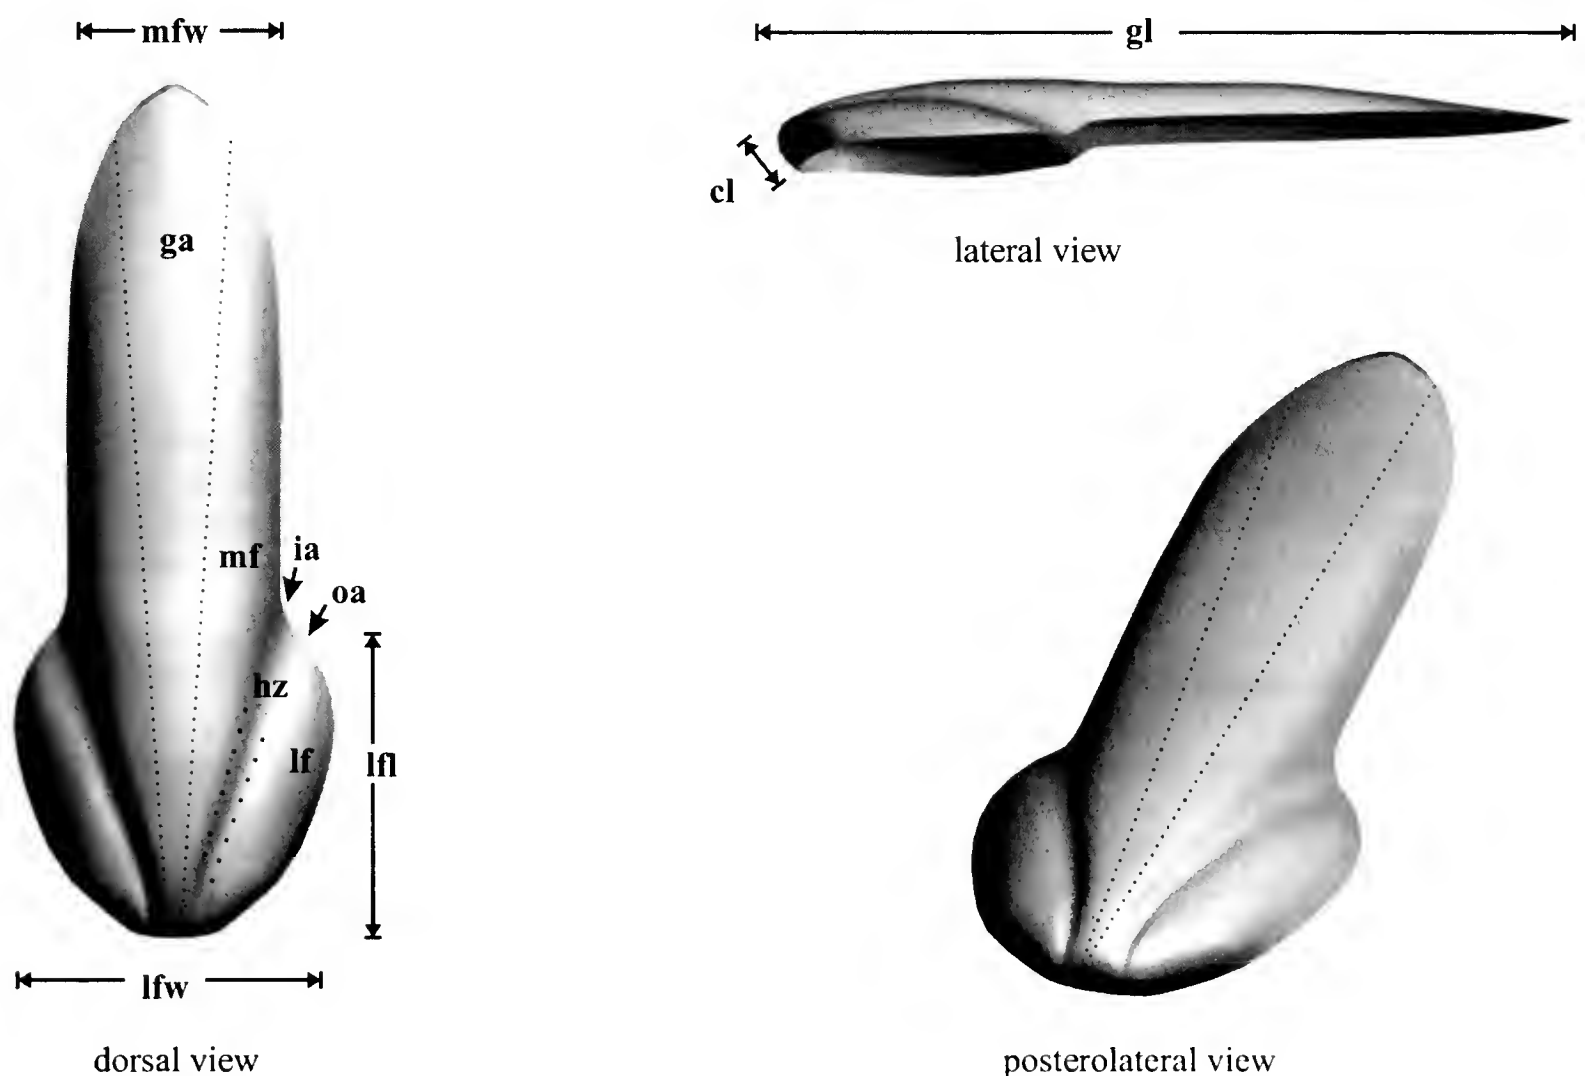 mfw
gl
cl
lateral view
ga
mf
ia
oa
hz
lf
lfl
lfw
dorsal view
posterolateral view